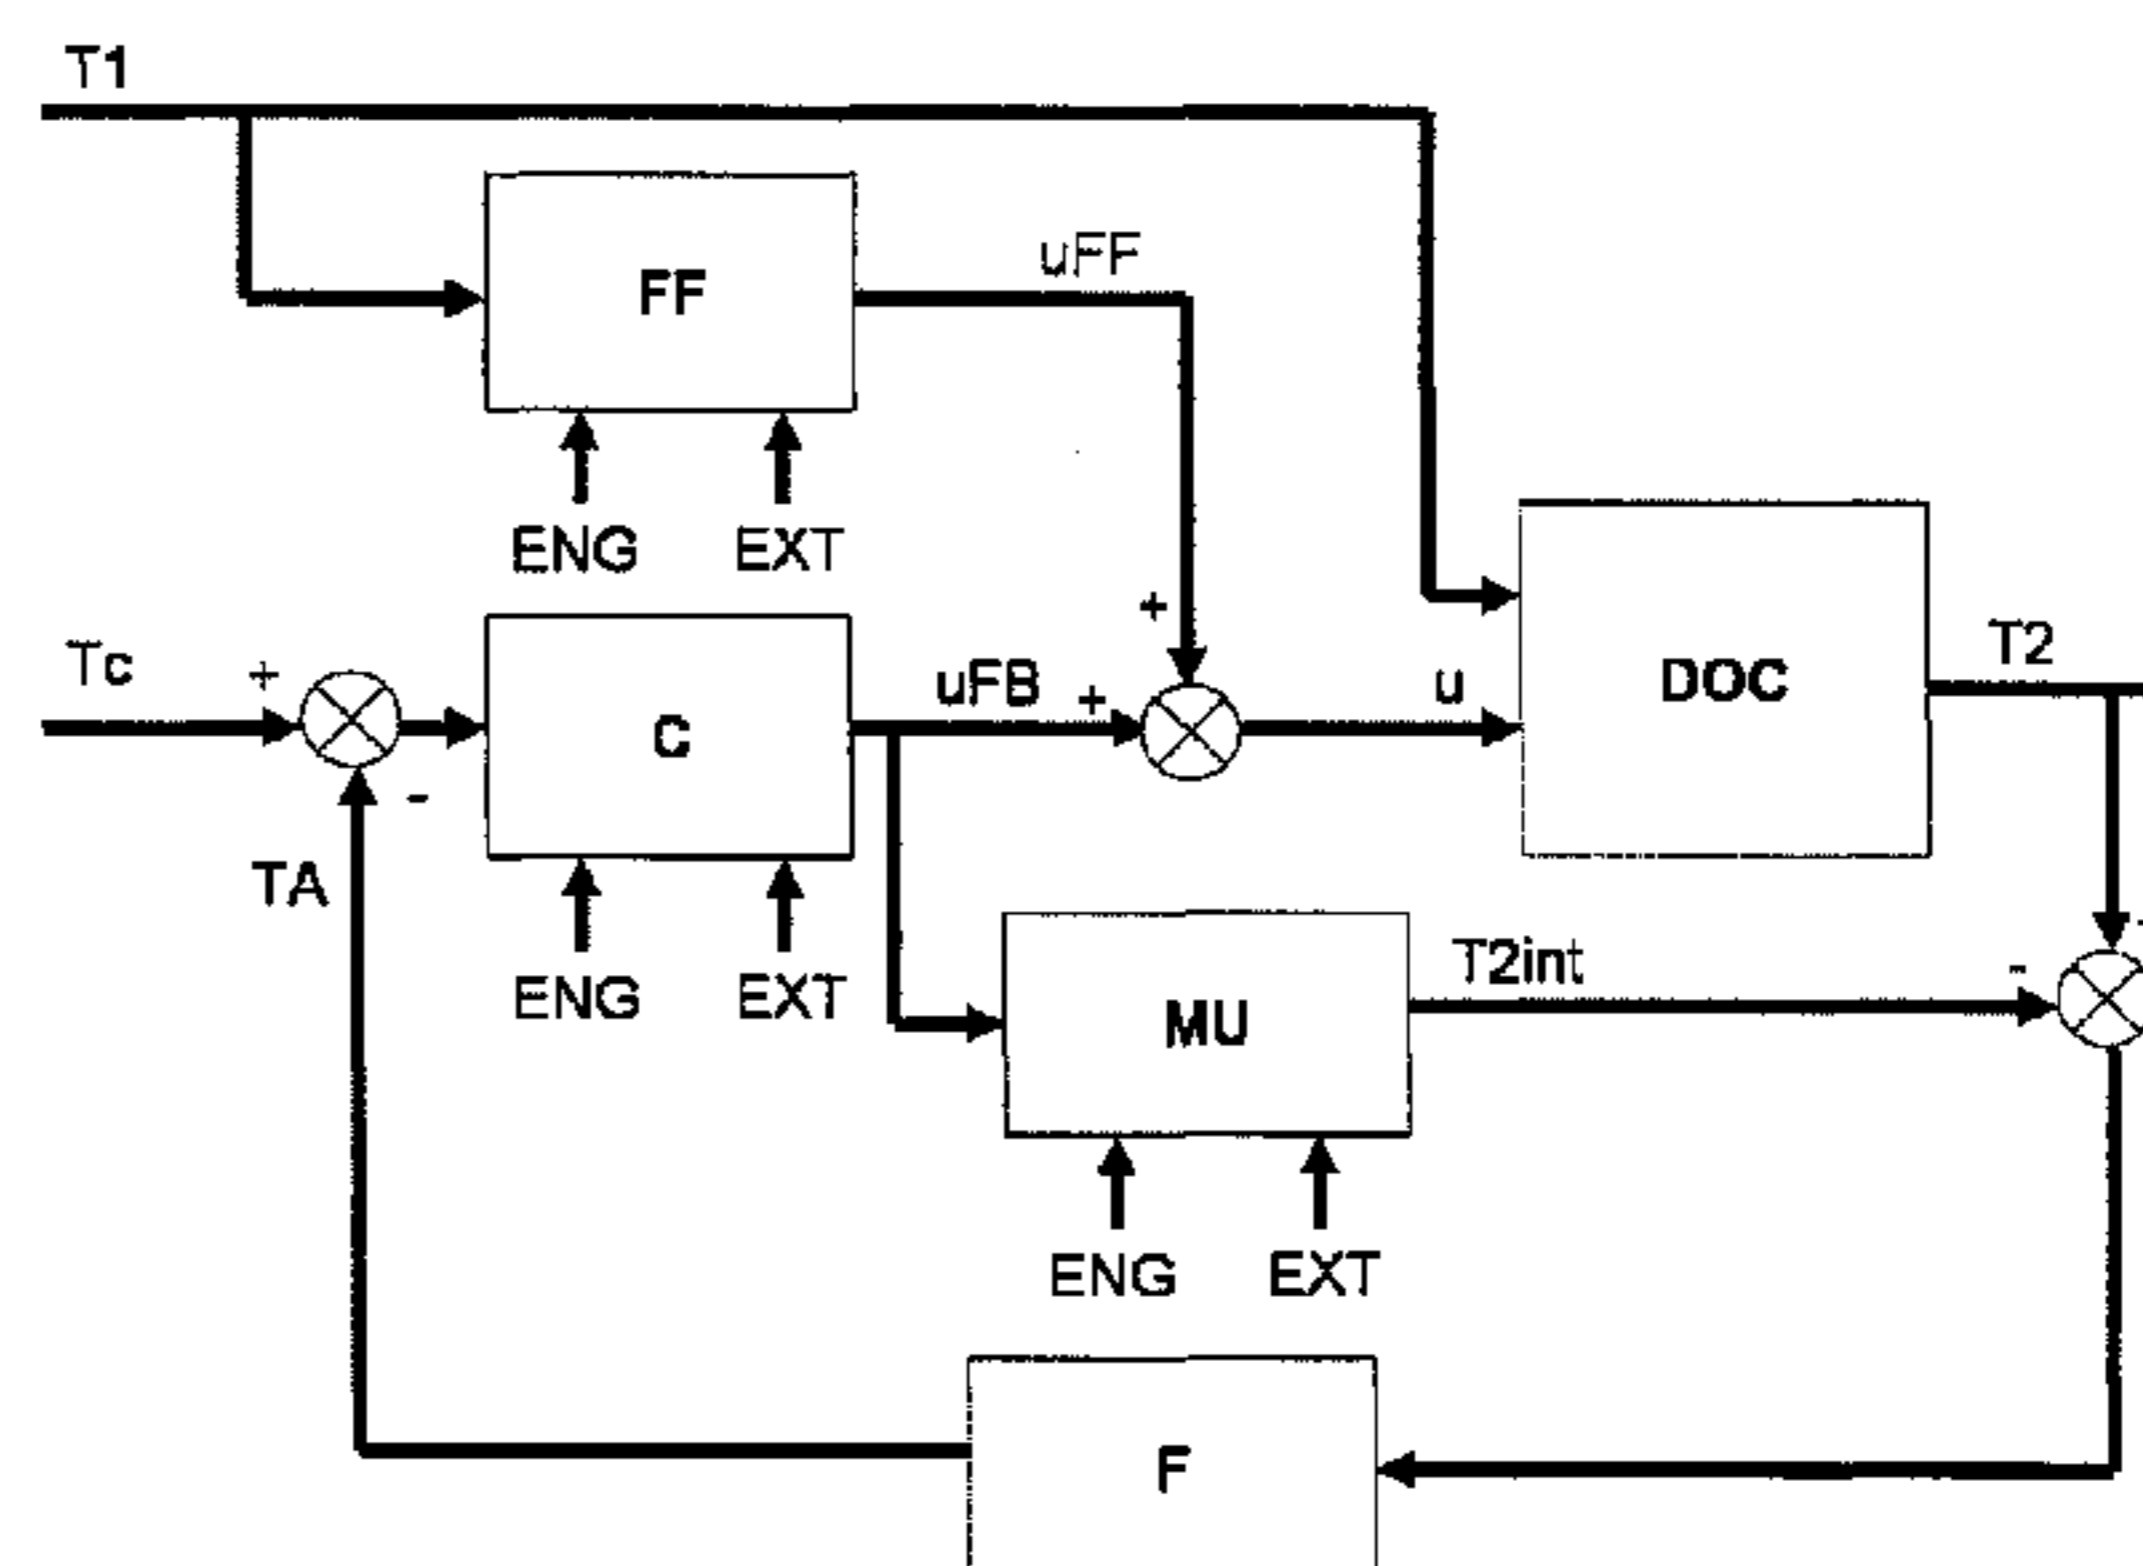 T1
FF
uFF
ENG EXT
+
Tc + C uFB + u DOC T2
-
TA
ENG EXT
MU T2int -
ENG EXT
F